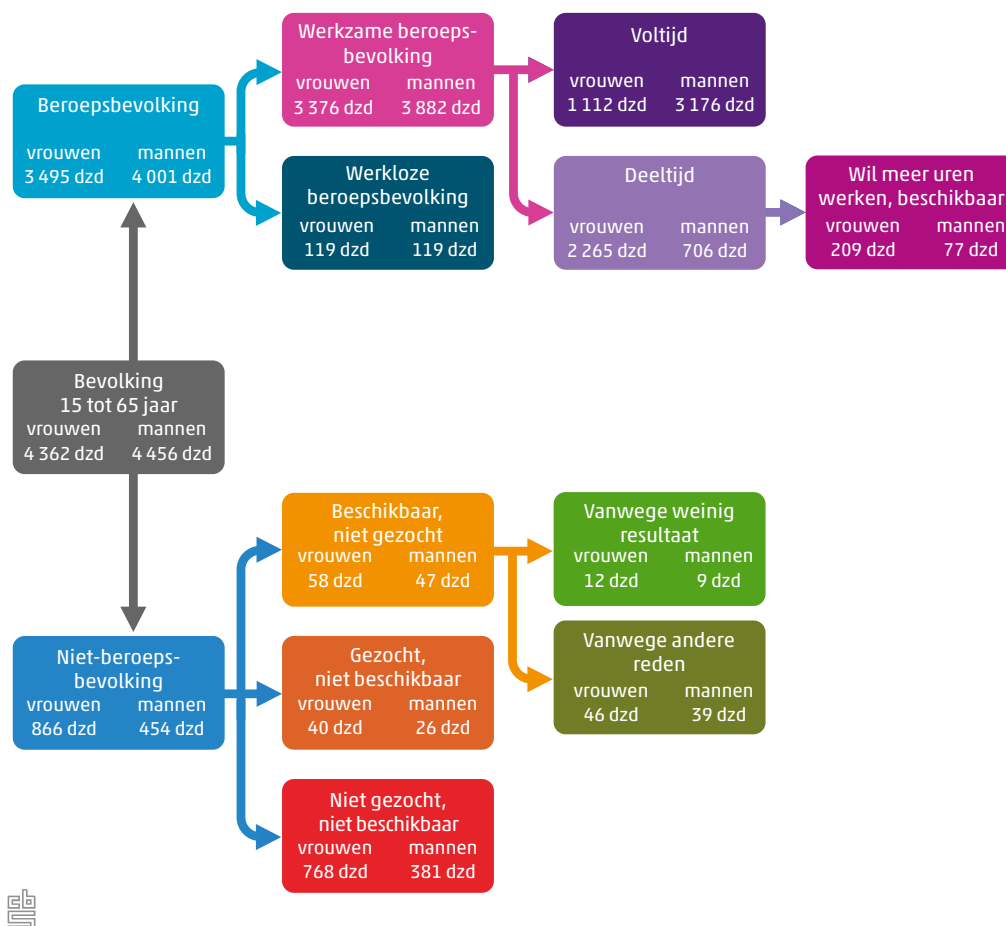 Werkzame beroeps-
bevolking
vrouwen mannen
3 376 dzd 3 882 dzd
Voltijd
vrouwen mannen
1 112 dzd 3 176 dzd
Beroepsbevolking
vrouwen mannen
3 495 dzd 4 001 dzd
Werkloze
beroepsbevolking
vrouwen mannen
119 dzd 119 dzd
Deeltijd
vrouwen mannen
2 265 dzd 706 dzd
Wil meer uren
werken, beschikbaar
vrouwen mannen
209 dzd 77 dzd
Bevolking
15 tot 65 jaar
vrouwen mannen
4 362 dzd 4 456 dzd
Beschikbaar,
niet gezocht
vrouwen mannen
58 dzd 47 dzd
Vanwege weinig
resultaat
vrouwen mannen
12 dzd 9 dzd
Niet-beroeps-
bevolking
vrouwen mannen
866 dzd 454 dzd
Gezocht,
niet beschikbaar
vrouwen mannen
40 dzd 26 dzd
Vanwege andere
reden
vrouwen mannen
46 dzd 39 dzd
Niet gezocht,
niet beschikbaar
vrouwen mannen
768 dzd 381 dzd